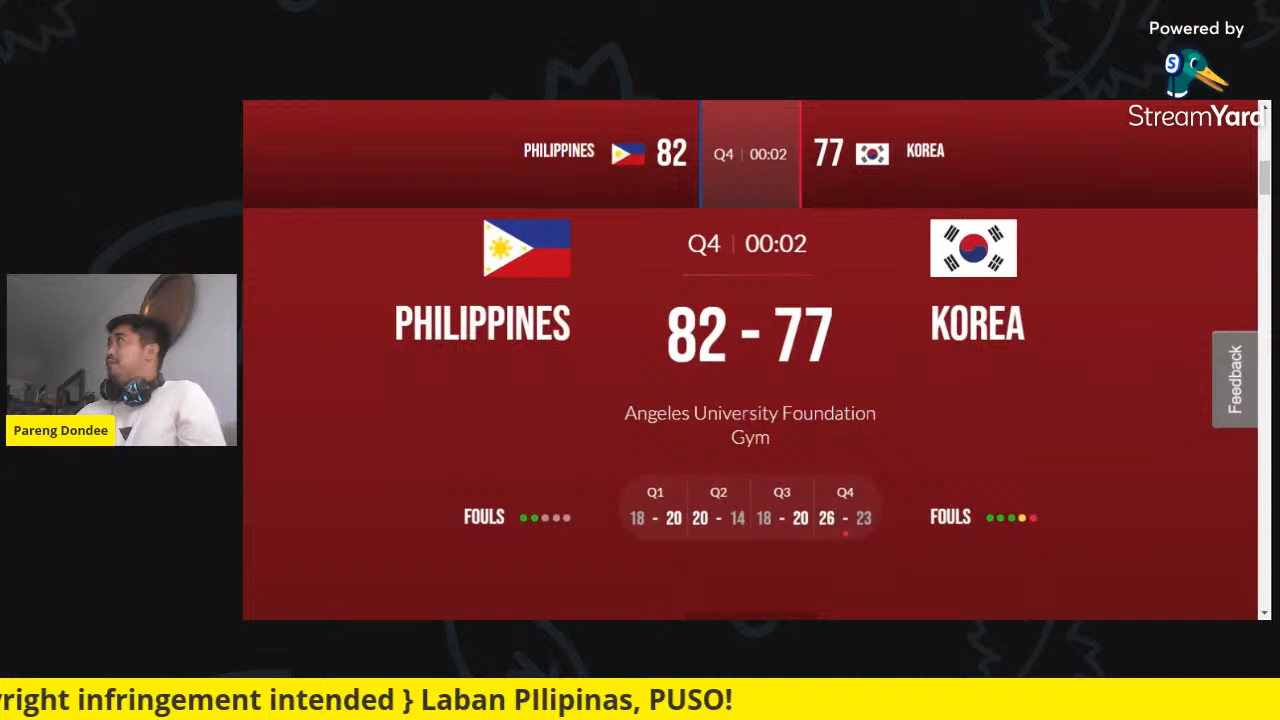 Powered by
StreamYard
PHILIPPINES 82 Q4 | 00:02 77 KOREA
Q4 | 00:02
PHILIPPINES 82 - 77 KOREA
Angeles University Foundation
Gym
Feedback
Pareng Dondee
Q1 Q2 Q3 Q4
FOULS 18 - 20 20 - 14 18 - 20 26 - 23 FOULS
right infringement intended } Laban PIlipinas, PUSO!